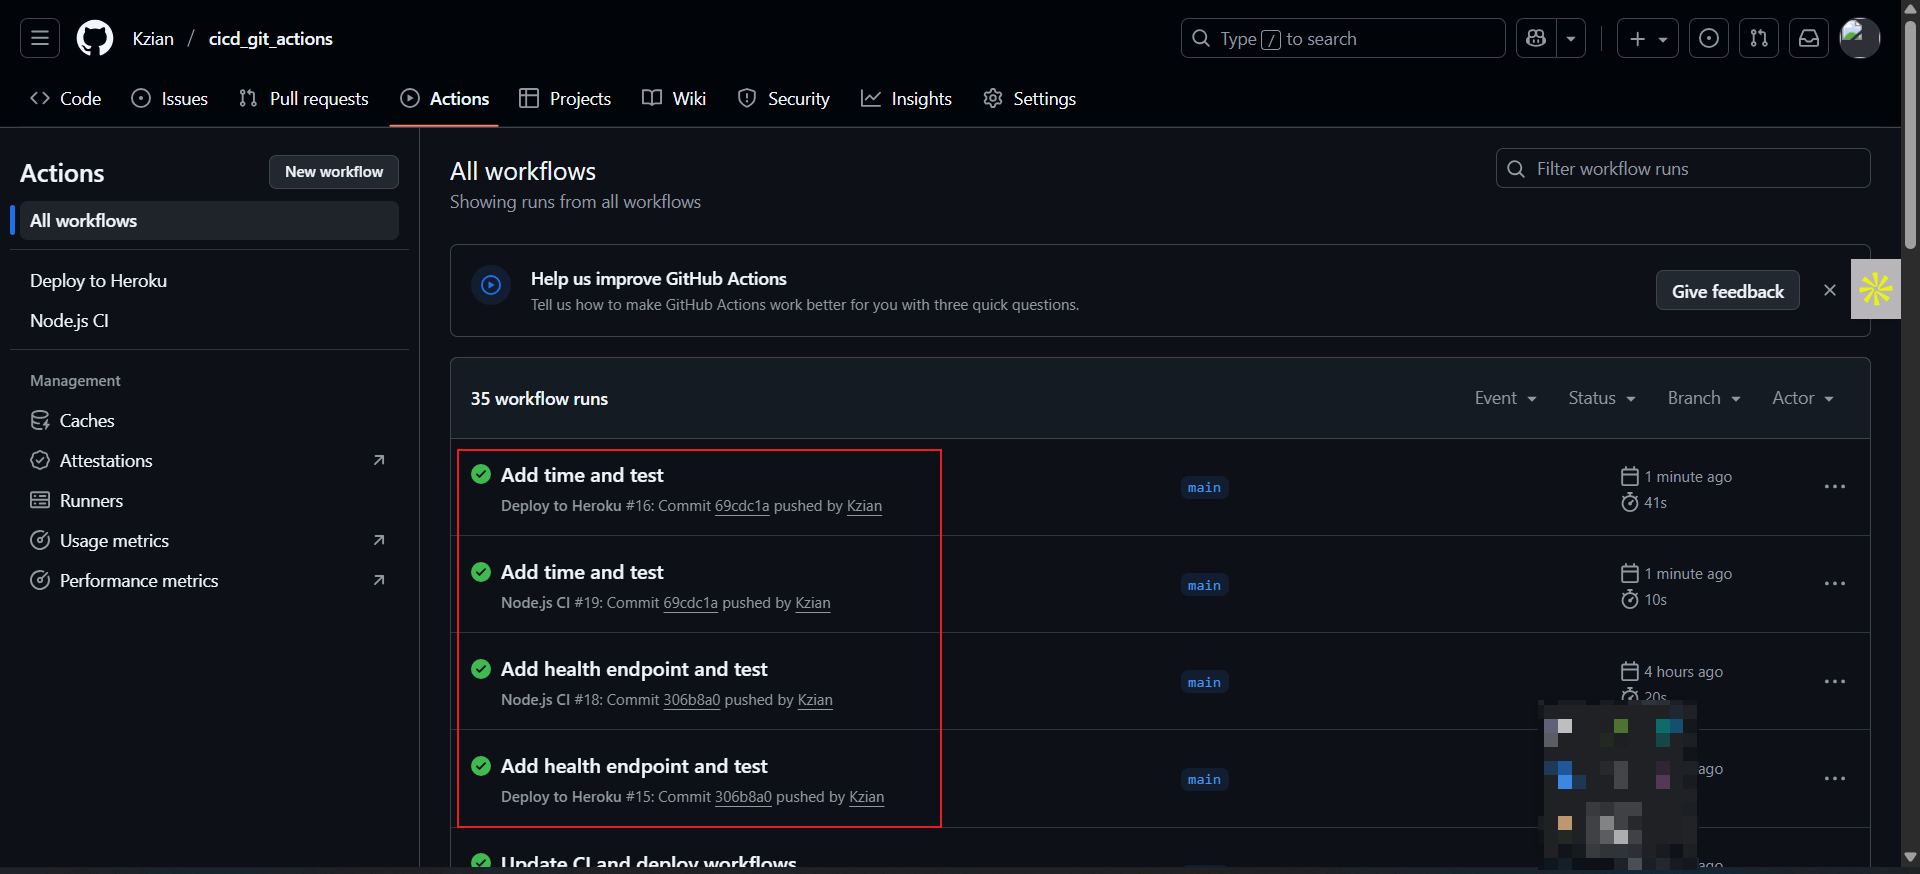 Kzian / cicd_git_actions
Type / to search
Code
Issues
Pull requests
Actions
Projects
Wiki
Security
Insights
Settings
Actions
New workflow
All workflows
Deploy to Heroku
Node.js CI
Management
Caches
Attestations
Runners
Usage metrics
Performance metrics
All workflows
Showing runs from all workflows
Filter workflow runs
Help us improve GitHub Actions
Tell us how to make GitHub Actions work better for you with three quick questions.
Give feedback
35 workflow runs
Event
Status
Branch
Actor
Add time and test
Deploy to Heroku #16: Commit 69cdc1a pushed by Kzian
main
1 minute ago
41s
Add time and test
Node.js CI #19: Commit 69cdc1a pushed by Kzian
main
1 minute ago
10s
Add health endpoint and test
Node.js CI #18: Commit 306b8a0 pushed by Kzian
main
4 hours ago
20s
Add health endpoint and test
Deploy to Heroku #15: Commit 306b8a0 pushed by Kzian
main
ago
Update CI and deploy workflows
ago